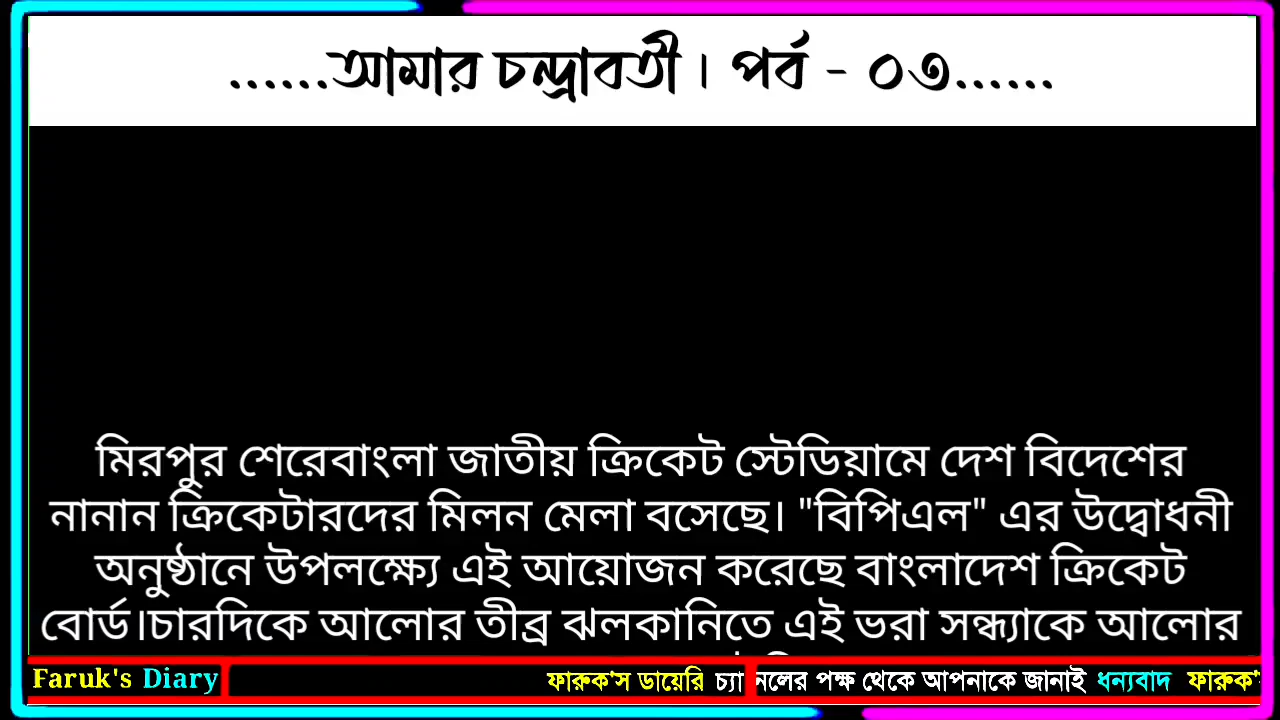 ......আমার চন্দ্রাবতী। পর্ব - ০৩......
মিরপুর শেরেবাংলা জাতীয় ক্রিকেট স্টেডিয়ামে দেশ বিদেশের
নানান ক্রিকেটারদের মিলন মেলা বসেছে। "বিপিএল" এর উদ্বোধনী
অনুষ্ঠানে উপলক্ষ্যে এই আয়োজন করেছে বাংলাদেশ ক্রিকেট
বোর্ড।চারদিকে আলোর তীব্র ঝলকানিতে এই ভরা সন্ধ্যাকে আলোর
Faruk's Diary ফারুক'স ডায়েরি চ্যানলের পক্ষ থেকে আপনাকে জানাই ধন্যবাদ ফারুক'